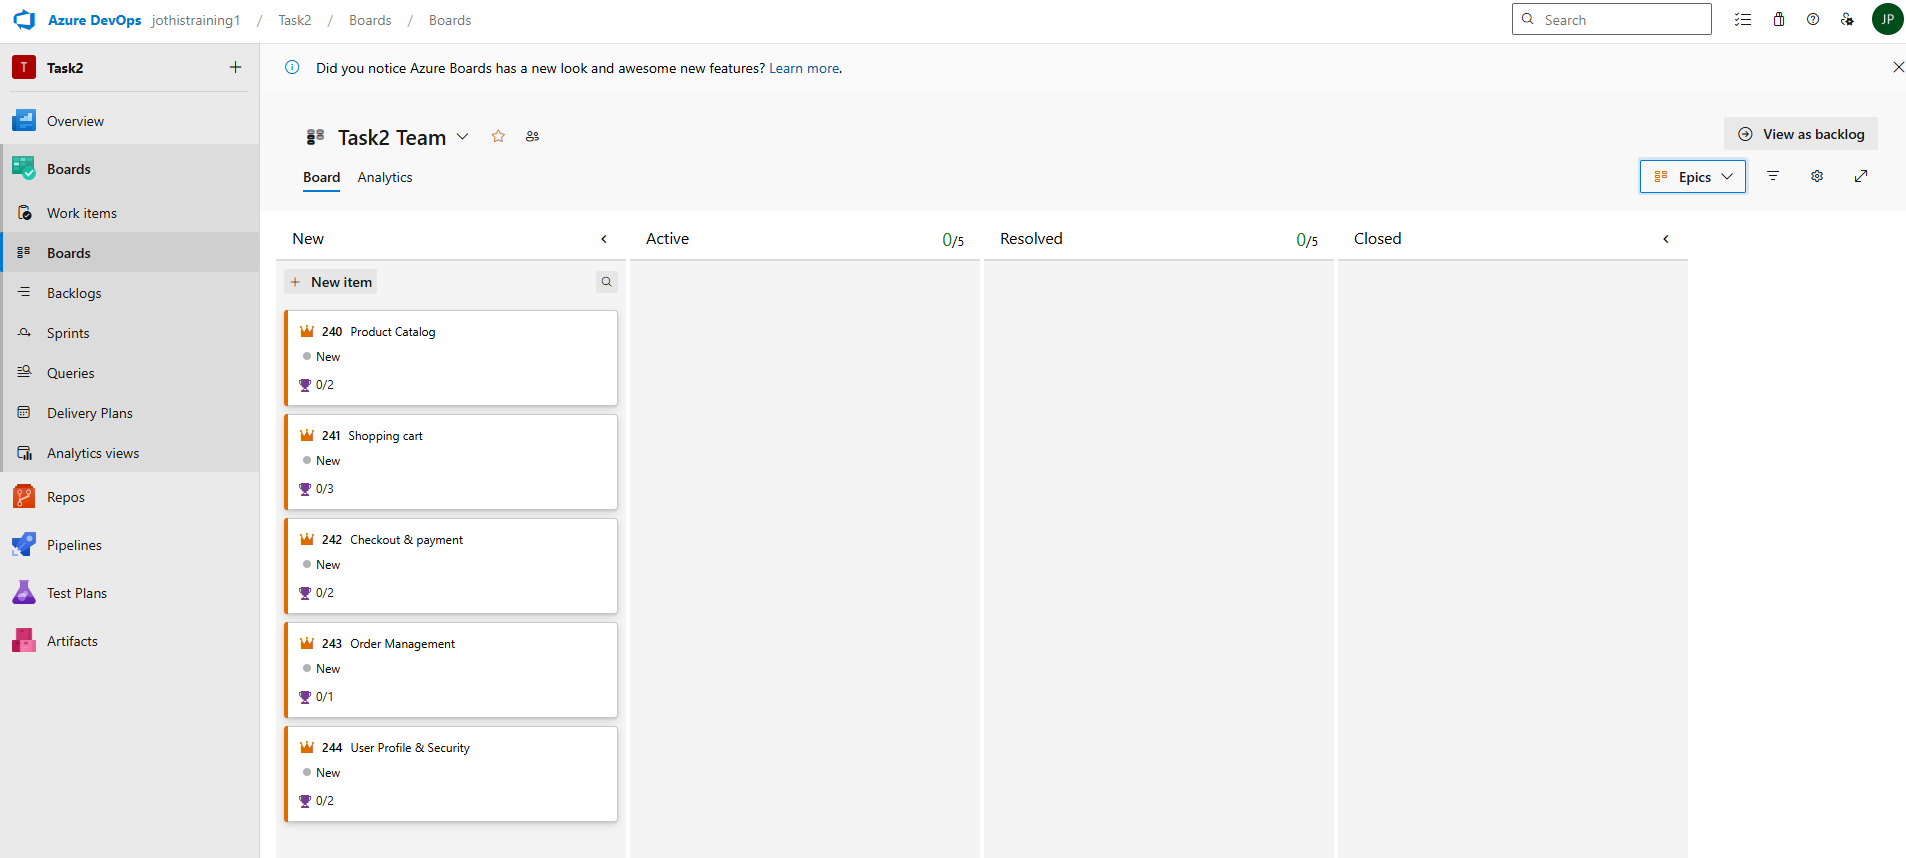 Azure DevOps jothistraining1 / Task2 / Boards / Boards
Search
JP
T Task2
Overview
Boards
Work items
Boards
Backlogs
Sprints
Queries
Delivery Plans
Analytics views
Repos
Pipelines
Test Plans
Artifacts
Did you notice Azure Boards has a new look and awesome new features? Learn more.
Task2 Team
View as backlog
Board Analytics
Epics
New
Active 0/5
Resolved 0/5
Closed
New item
240 Product Catalog
New
0/2
241 Shopping cart
New
0/3
242 Checkout & payment
New
0/2
243 Order Management
New
0/1
244 User Profile & Security
New
0/2